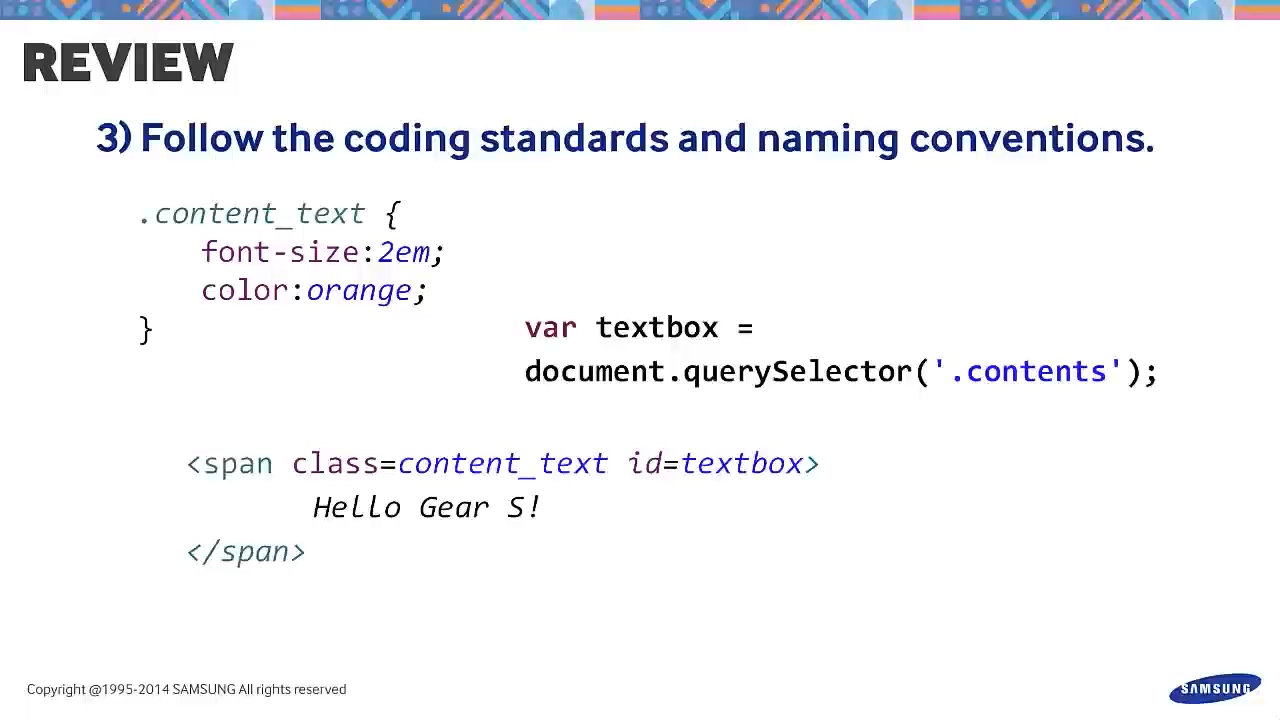 REVIEW
3) Follow the coding standards and naming conventions.
.content_text {
font-size:2em;
color:orange;
}
var textbox =
document.querySelector('.contents');
<span class=content_text id=textbox>
Hello Gear S!
</span>
Copyright @1995-2014 SAMSUNG All rights reserved
SAMSUNG